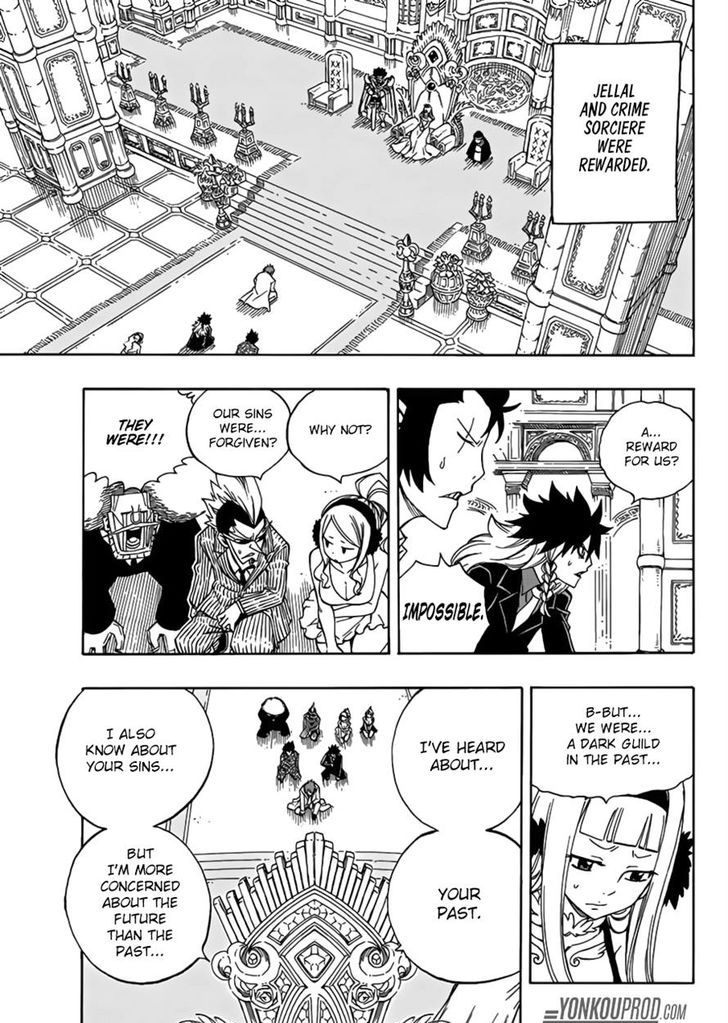 JELLAL
AND CRIME
SORCIERE
WERE
REWARDED.
A...
REWARD
FOR US?
IMPOSSIBLE.
WHY NOT?
OUR SINS
WERE...
FORGIVEN?
THEY
WERE!!!
B-BUT...
WE WERE...
A DARK GUILD
IN THE PAST...
I'VE HEARD
ABOUT...
YOUR
PAST.
I ALSO
KNOW ABOUT
YOUR SINS...
BUT
I'M MORE
CONCERNED
ABOUT THE
FUTURE
THAN THE
PAST...
YONKOUPROD.COM